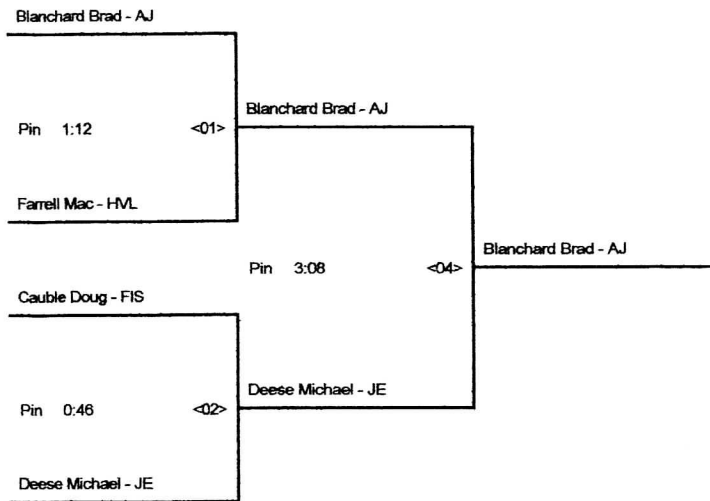 Blanchard Brad - AJ
Blanchard Brad - AJ
Pin 1:12 <01>
Farrell Mac - HVL
Blanchard Brad - AJ
Pin 3:08 <04>
Cauble Doug - FIS
Deese Michael - JE
Pin 0:46 <02>
Deese Michael - JE